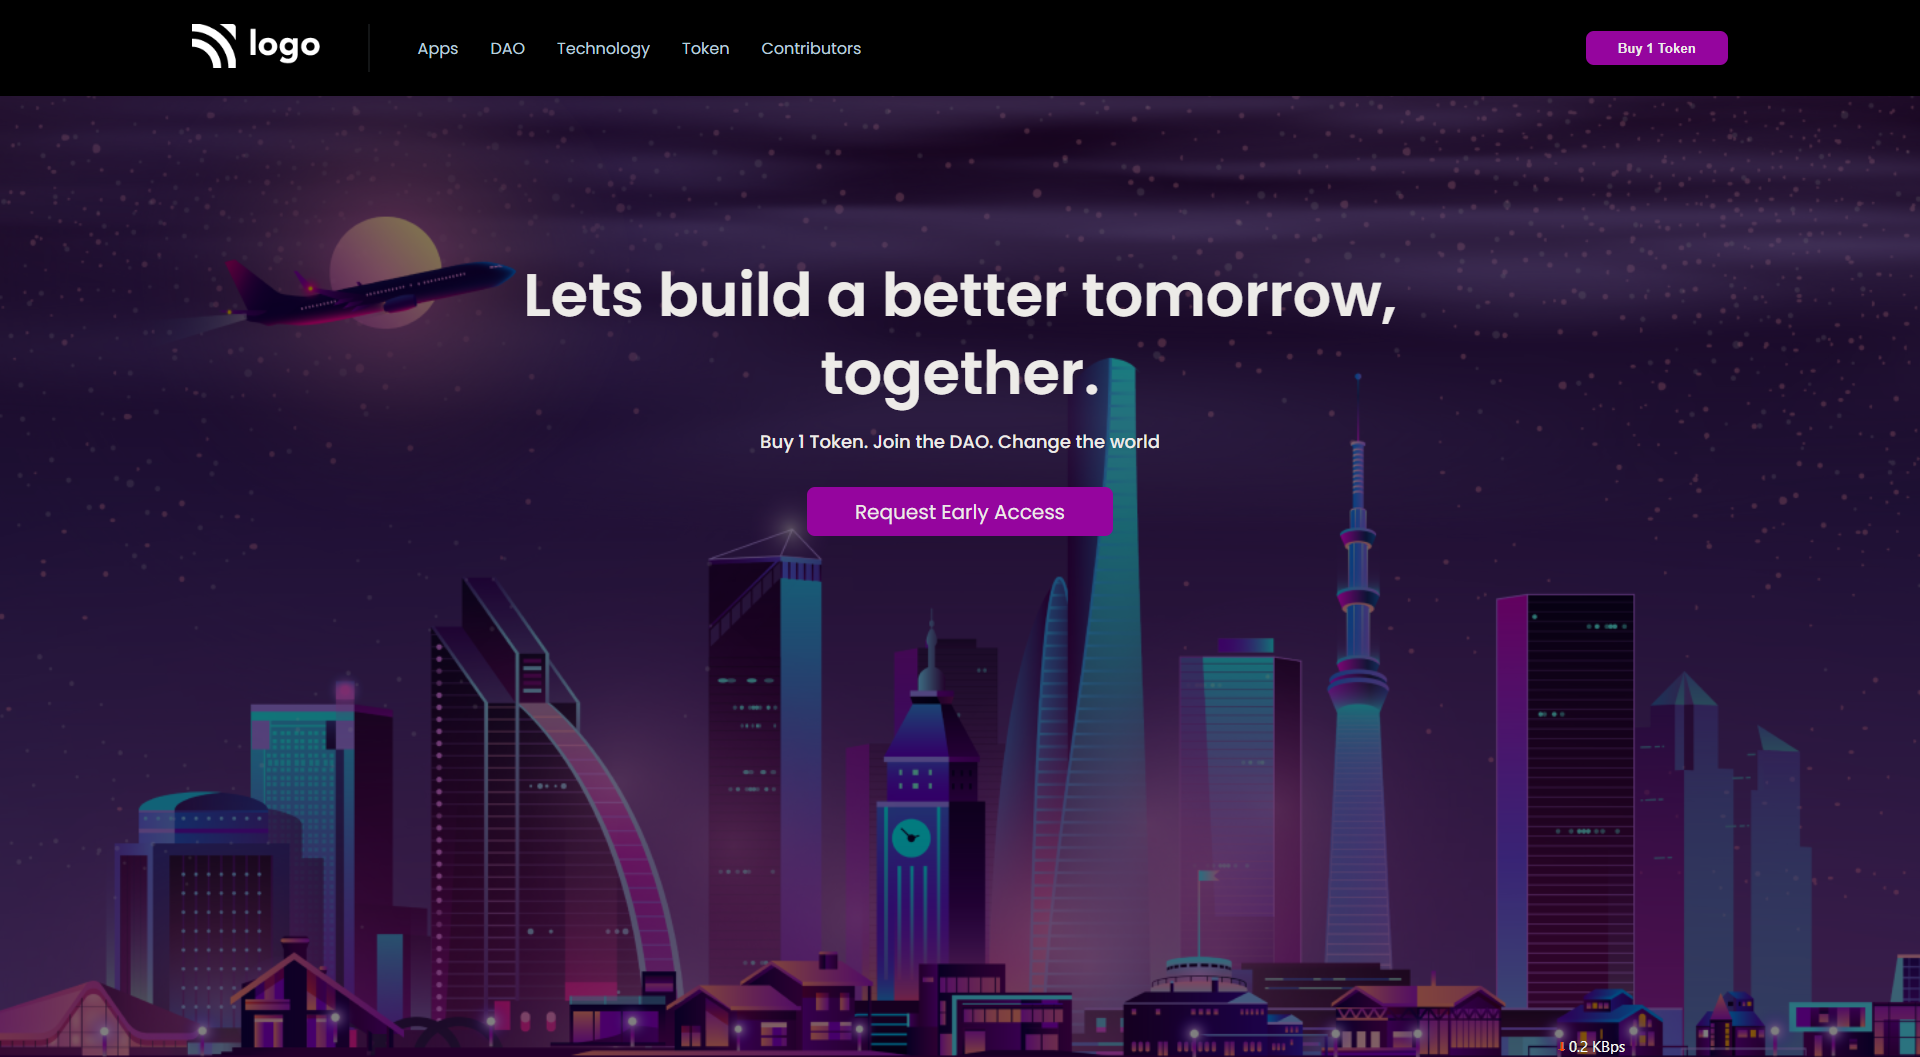 logo
Apps DAO Technology Token Contributors
Buy 1 Token
Lets build a better tomorrow,
together.
Buy 1 Token. Join the DAO. Change the world
Request Early Access
0.2 KBps